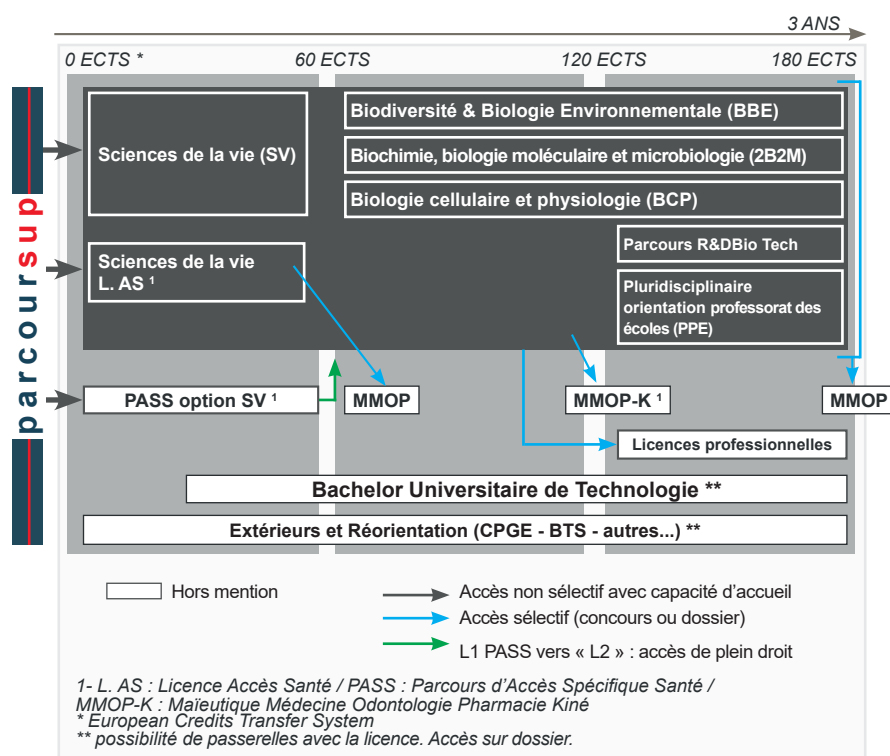 3 ANS
0 ECTS *
60 ECTS
120 ECTS
180 ECTS
parcoursup
Sciences de la vie (SV)
Biodiversité & Biologie Environnementale (BBE)
Biochimie, biologie moléculaire et microbiologie (2B2M)
Biologie cellulaire et physiologie (BCP)
Sciences de la vie
L. AS ¹
Parcours R&DBio Tech
Pluridisciplinaire
orientation professorat des
écoles (PPE)
PASS option SV ¹
MMOP
MMOP-K ¹
MMOP
Licences professionnelles
Bachelor Universitaire de Technologie **
Extérieurs et Réorientation (CPGE - BTS - autres...) **
Hors mention
Accès non sélectif avec capacité d'accueil
Accès sélectif (concours ou dossier)
L1 PASS vers « L2 » : accès de plein droit
1- L. AS : Licence Accès Santé / PASS : Parcours d'Accès Spécifique Santé /
MMOP-K : Maïeutique Médecine Odontologie Pharmacie Kiné
* European Credits Transfer System
** possibilité de passerelles avec la licence. Accès sur dossier.